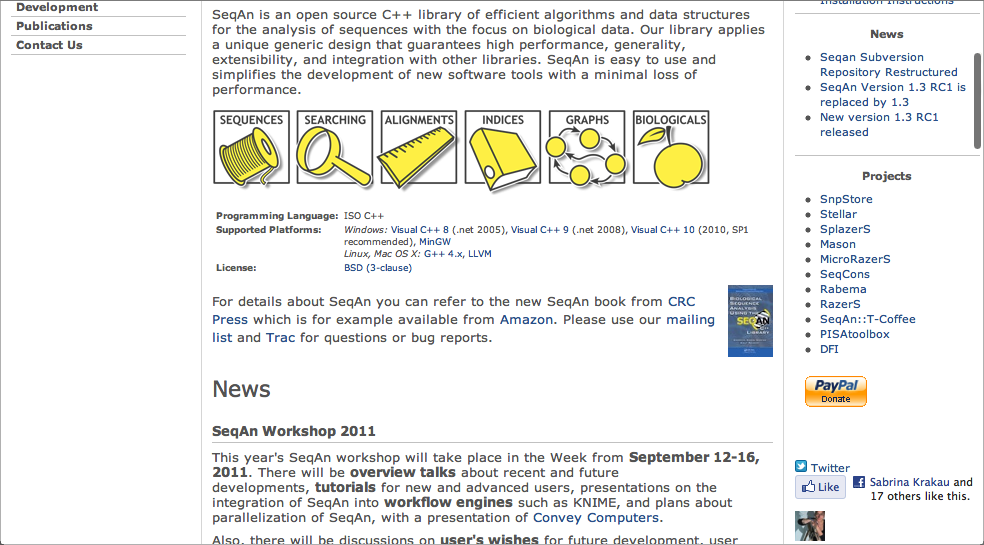 Development
Publications
Contact Us
SeqAn is an open source C++ library of efficient algorithms and data structures
for the analysis of sequences with the focus on biological data. Our library applies
a unique generic design that guarantees high performance, generality,
extensibility, and integration with other libraries. SeqAn is easy to use and
simplifies the development of new software tools with a minimal loss of
performance.
SEQUENCES SEARCHING ALIGNMENTS INDICES GRAPHS BIOLOGICALS
Programming Language: ISO C++
Supported Platforms: Windows: Visual C++ 8 (.net 2005), Visual C++ 9 (.net 2008), Visual C++ 10 (2010, SP1
recommended), MinGW
Linux, Mac OS X: G++ 4.x, LLVM
License: BSD (3-clause)
For details about SeqAn you can refer to the new SeqAn book from CRC
Press which is for example available from Amazon. Please use our mailing
list and Trac for questions or bug reports.
BIOLOGICAL
SEQUENCE
ANALYSIS
USING THE
SEQAN
C++
LIBRARY
News
SeqAn Workshop 2011
This year's SeqAn workshop will take place in the Week from September 12-16,
2011. There will be overview talks about recent and future
developments, tutorials for new and advanced users, presentations on the
integration of SeqAn into workflow engines such as KNIME, and plans about
parallelization of SeqAn, with a presentation of Convey Computers.
Also, there will be discussions on user's wishes for future development, user
Installation Instructions
News
Seqan Subversion
Repository Restructured
SeqAn Version 1.3 RC1 is
replaced by 1.3
New version 1.3 RC1
released
Projects
SnpStore
Stellar
SplazerS
Mason
MicroRazerS
SeqCons
Rabema
RazerS
SeqAn::T-Coffee
PISAtoolbox
DFI
PayPal
Donate
Twitter
Like
Sabrina Krakau and
17 others like this.